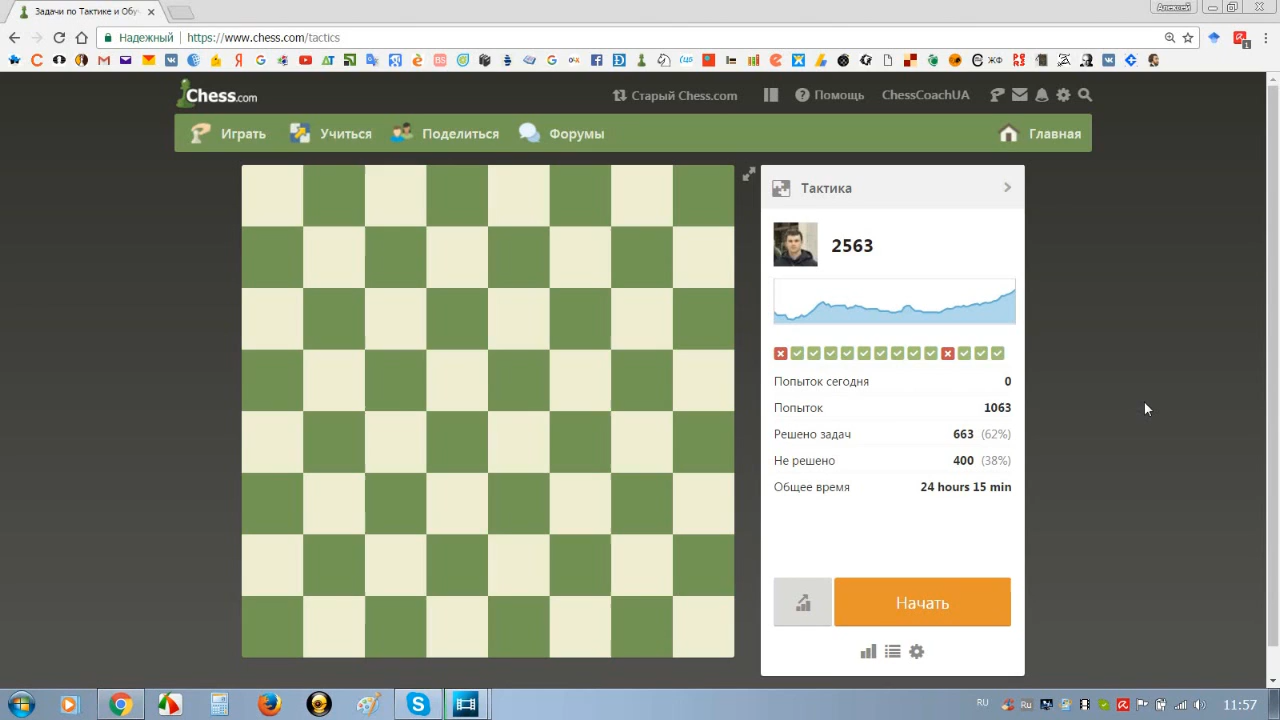 Задачи по Тактике и Обу
Алексей
Надежный
https://www.chess.com/tactics
Chess.com
Старый Chess.com
Помощь
ChessCoachUA
Играть
Учиться
Поделиться
Форумы
Главная
Тактика
2563
Попыток сегодня 0
Попыток 1063
Решено задач 663 (62%)
Не решено 400 (38%)
Общее время 24 hours 15 min
Начать
RU
11:57